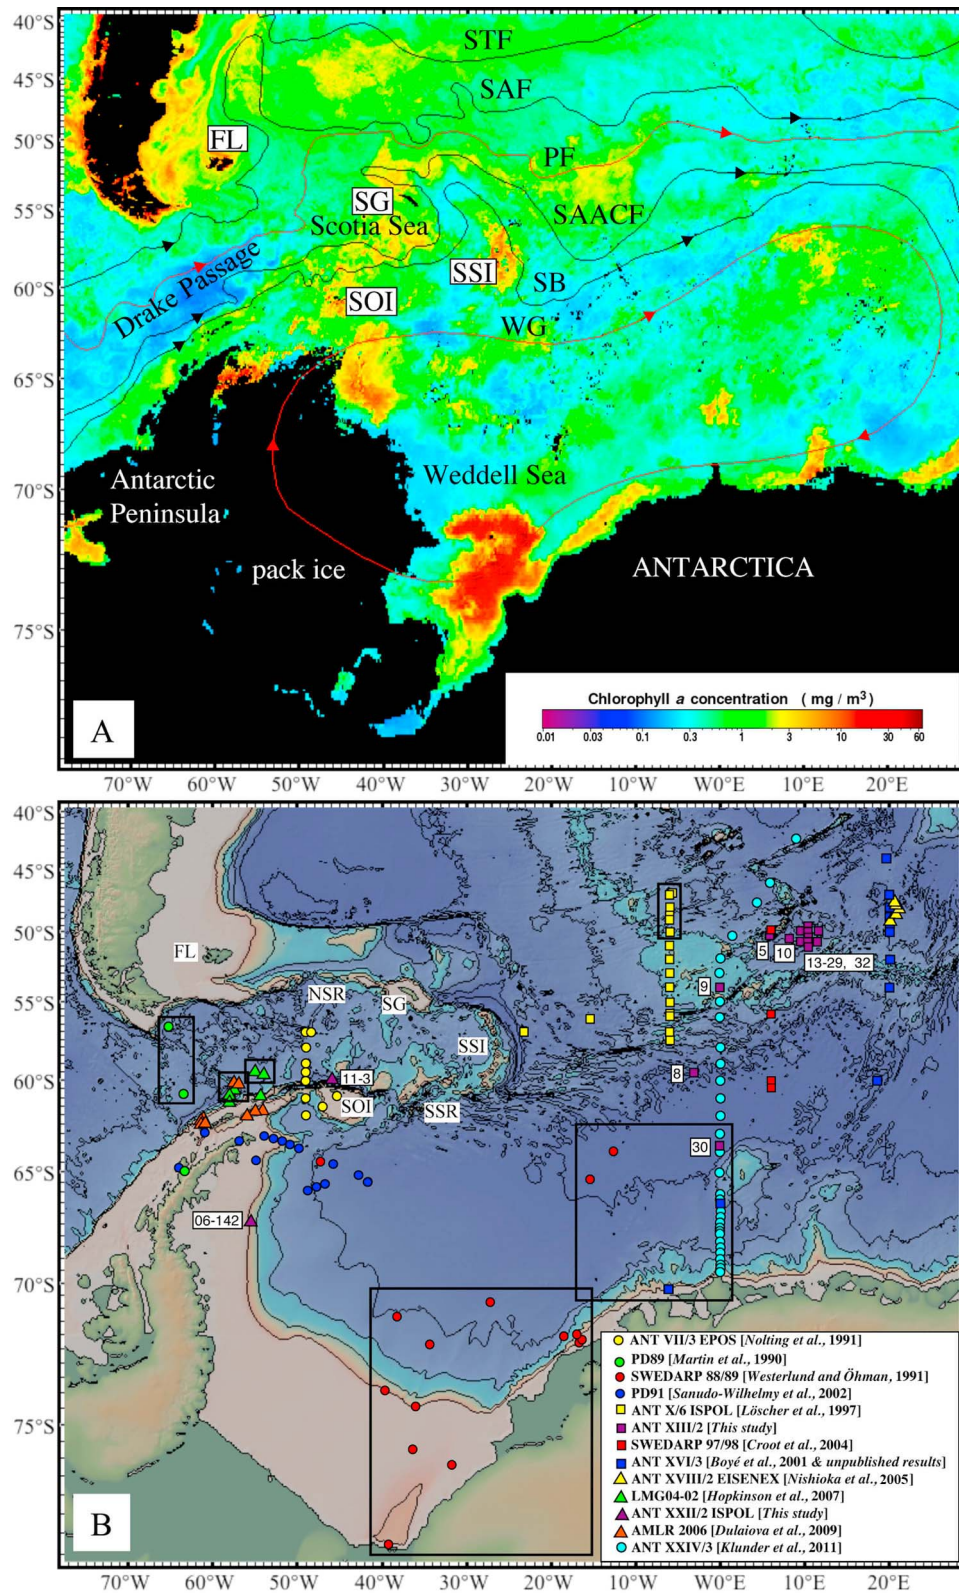 40°S
45°S
50°S
55°S
60°S
65°S
70°S
75°S
STF
SAF
FL
PF
SG
Scotia Sea
SAACF
SSI
SB
Drake Passage
SOI
WG
Antarctic
Peninsula
Weddell Sea
pack ice
ANTARCTICA
A
Chlorophyll a concentration ( mg / m³)
0.01 0.03 0.1 0.3 1 3 10 30 60
70°W 60°W 50°W 40°W 30°W 20°W 10°W W0°E 10°E 20°E
40°S
45°S
50°S
55°S
60°S
65°S
70°S
75°S
FL
NSR
SG
SSI
5
10
13-29, 32
9
8
11-3
SOI
SSR
30
06-142
B
ANT VII/3 EPOS [Nolting et al., 1991]
PD89 [Martin et al., 1990]
SWEDARP 88/89 [Westerlund and Öhman, 1991]
PD91 [Sanudo-Wilhelmy et al., 2002]
ANT X/6 ISPOL [Löscher et al., 1997]
ANT XIII/2 [This study]
SWEDARP 97/98 [Croot et al., 2004]
ANT XVI/3 [Boyé et al., 2001 & unpublished results]
ANT XVIII/2 EISENEX [Nishioka et al., 2005]
LMG04-02 [Hopkinson et al., 2007]
ANT XXII/2 ISPOL [This study]
AMLR 2006 [Dulaiova et al., 2009]
ANT XXIV/3 [Klunder et al., 2011]
70°W 60°W 50°W 40°W 30°W 20°W 10°W W0°E 10°E 20°E